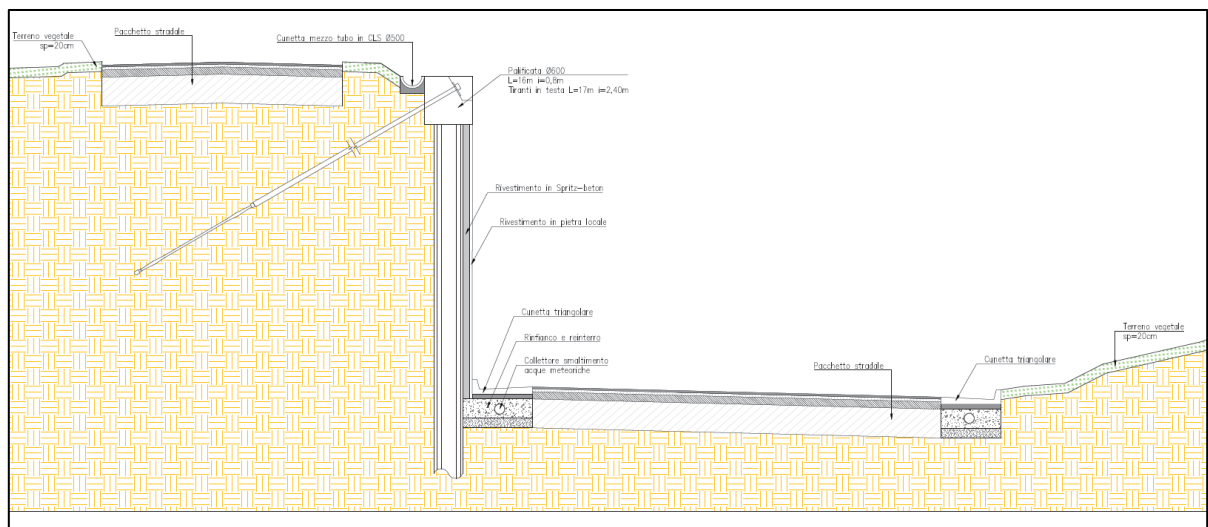 Terreno vegetale
sp=20cm
Pacchetto stradale
Cunetta mezzo tubo in CLS Ø500
Palificata Ø600
L=16m i=0,8m
Tiranti in testa L=17m i=2,40m
Rivestimento in Spritz-beton
Rivestimento in pietra locale
Cunetta triangolare
Rinfianco e reinterro
Collettore smaltimento
acque meteoriche
Pacchetto stradale
Cunetta triangolare
Terreno vegetale
sp=20cm